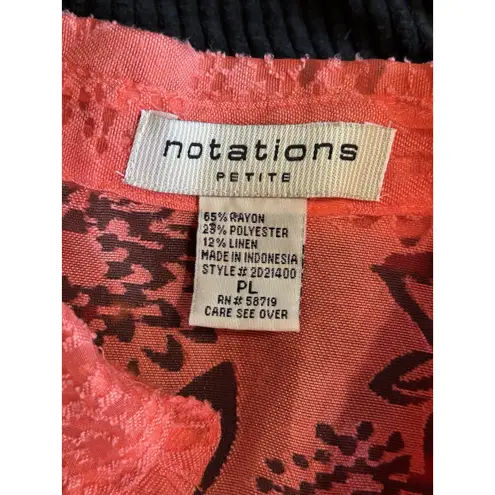 notations
PETITE
65% RAYON
23% POLYESTER
12% LINEN
MADE IN INDONESIA
STYLE# 2D21400
PL
RN# 58719
CARE SEE OVER